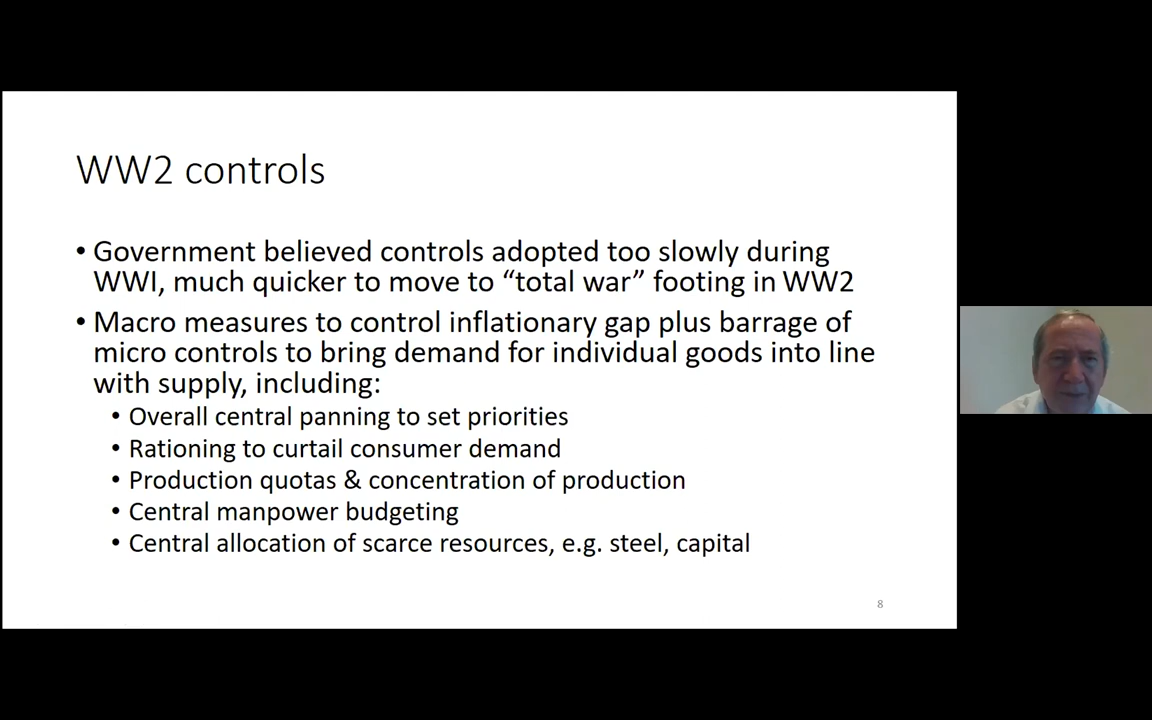 WW2 controls
• Government believed controls adopted too slowly during
WWI, much quicker to move to “total war” footing in WW2
• Macro measures to control inflationary gap plus barrage of
micro controls to bring demand for individual goods into line
with supply, including:
• Overall central panning to set priorities
• Rationing to curtail consumer demand
• Production quotas & concentration of production
• Central manpower budgeting
• Central allocation of scarce resources, e.g. steel, capital
8